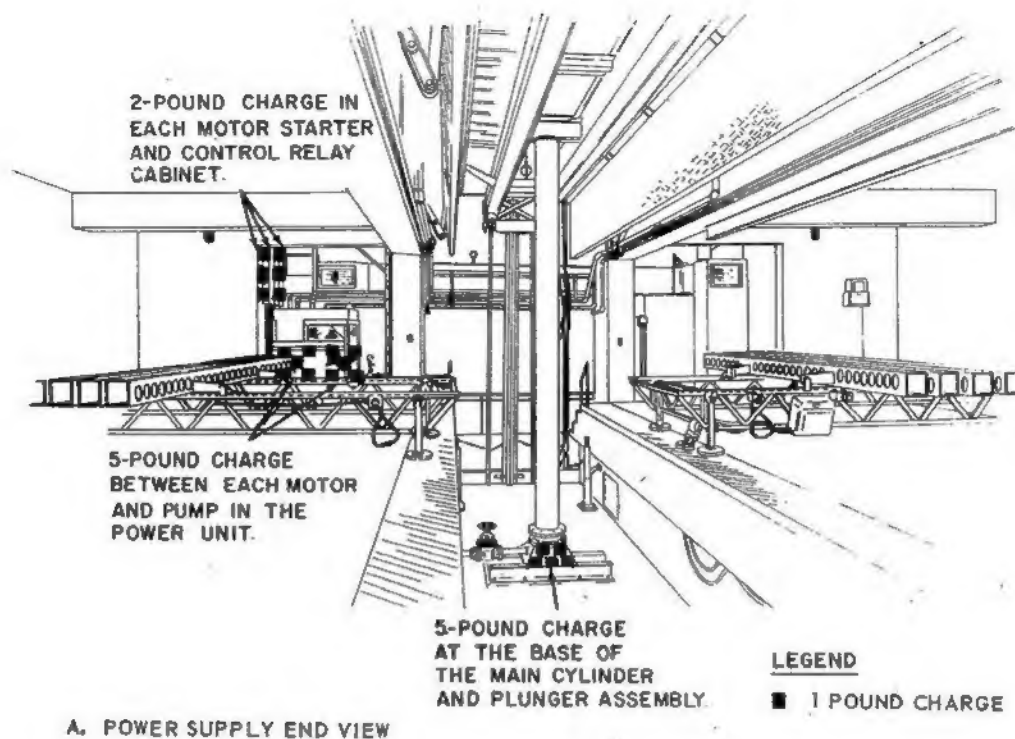 2-POUND CHARGE IN
EACH MOTOR STARTER
AND CONTROL RELAY
CABINET.
5-POUND CHARGE
BETWEEN EACH MOTOR
AND PUMP IN THE
POWER UNIT.
5-POUND CHARGE
AT THE BASE OF
THE MAIN CYLINDER
AND PLUNGER ASSEMBLY.
LEGEND
1 POUND CHARGE
A. POWER SUPPLY END VIEW